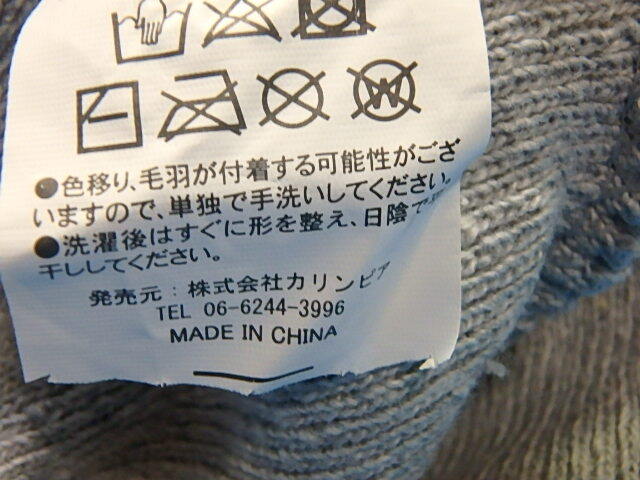 ●色移り、毛羽が付着する可能性がござ
いますので、単独で手洗いしてください。
●洗濯後はすぐに形を整え、日陰で
干ししてください。
発売元:株式会社カリンピア
TEL 06-6244-3996
MADE IN CHINA